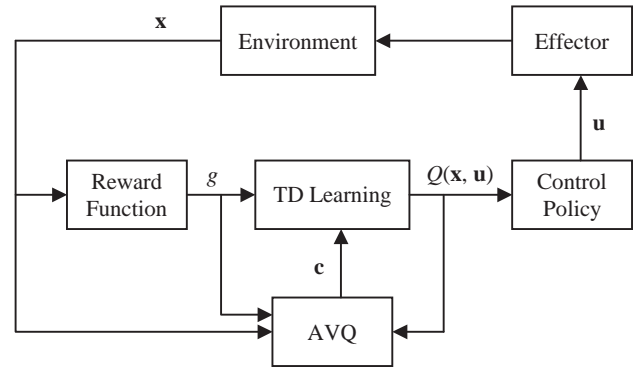 x
Environment
Effector
u
Reward
Function
g
TD Learning
Q(x, u)
Control
Policy
c
AVQ